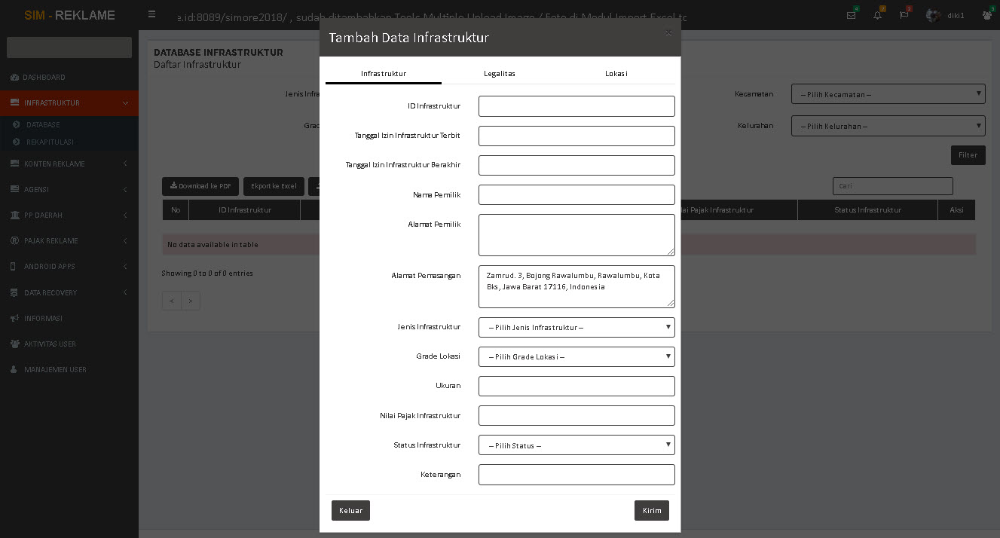 SIM - REKLAME
e.id:8089/simore2018/ , sudah ditambahkan Tools Multiple Upload Image / Foto di Modul Import Excel
4
7
2
diki1
5
DASHBOARD
INFRASTRUKTUR
DATABASE
REKAPITULASI
KONTEN REKLAME
AGENSI
PP DAERAH
PAJAK REKLAME
ANDROID APPS
DATA RECOVERY
INFORMASI
AKTIVITAS USER
MANAJEMEN USER
DATABASE INFRASTRUKTUR
Daftar Infrastruktur
Jenis Infra
Grad
Kecamatan
-- Pilih Kecamatan --
Kelurahan
-- Pilih Kelurahan --
Filter
Download ke PDF
Export ke Excel
Cari
No
ID Infrastruktur
lai Pajak Infrastruktur
Status Infrastruktur
Aksi
No data available in table
Showing 0 to 0 of 0 entries
<
>
Tambah Data Infrastruktur
×
Infrastruktur
Legalitas
Lokasi
ID Infrastruktur
Tanggal Izin Infrastruktur Terbit
Tanggal Izin Infrastruktur Berakhir
Nama Pemilik
Alamat Pemilik
Alamat Pemasangan
Zamrud. 3, Bojong Rawalumbu, Rawalumbu, Kota
Bks, Jawa Barat 17116, Indonesia
Jenis Infrastruktur
-- Pilih Jenis Infrastruktur --
Grade Lokasi
-- Pilih Grade Lokasi --
Ukuran
Nilai Pajak Infrastruktur
Status Infrastruktur
-- Pilih Status --
Keterangan
Keluar
Kirim